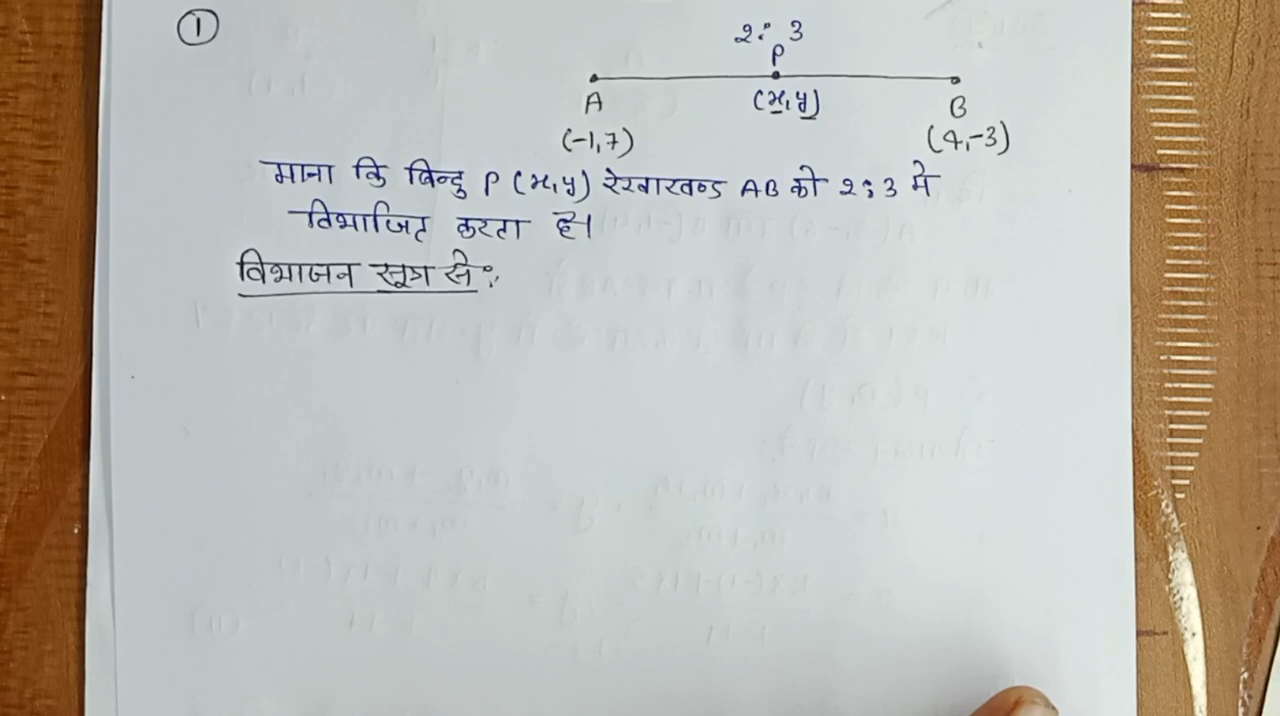 ①
2: 3
P
A (x,y) B
(-1,7) (4,-3)
माना कि बिन्दु P (x,y) रेखाखण्ड AB को 2:3 में
विभाजित करता है।
विभाजन सूत्र से: